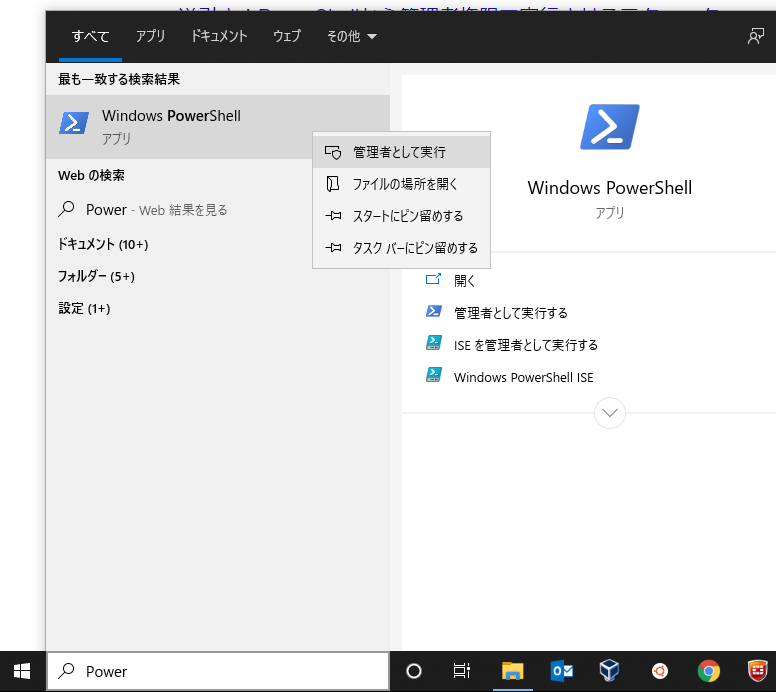 すべて
アプリ
ドキュメント
ウェブ
その他
最も一致する検索結果
Windows PowerShell
アプリ
Web の検索
Power - Web 結果を見る
ドキュメント (10+)
フォルダー (5+)
設定 (1+)
管理者として実行
ファイルの場所を開く
スタートにピン留めする
タスク バーにピン留めする
Windows PowerShell
アプリ
開く
管理者として実行する
ISE を管理者として実行する
Windows PowerShell ISE
Power